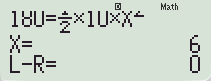 Math
180=½×10×X²
X= 6
L-R= 0